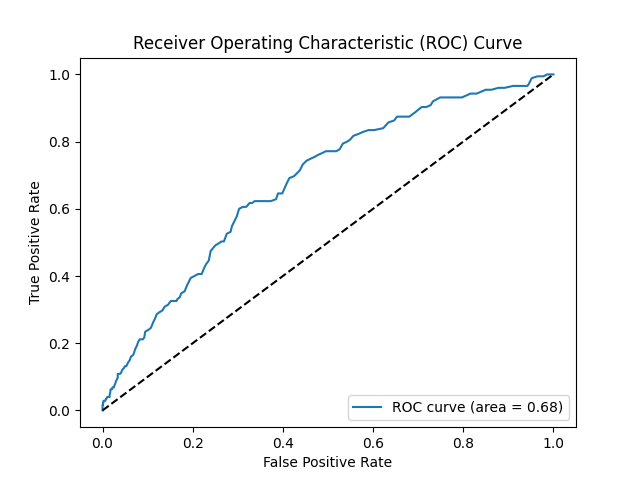 Receiver Operating Characteristic (ROC) Curve
1.0
0.8
0.6
0.4
0.2
0.0
True Positive Rate
ROC curve (area = 0.68)
0.0 0.2 0.4 0.6 0.8 1.0
False Positive Rate